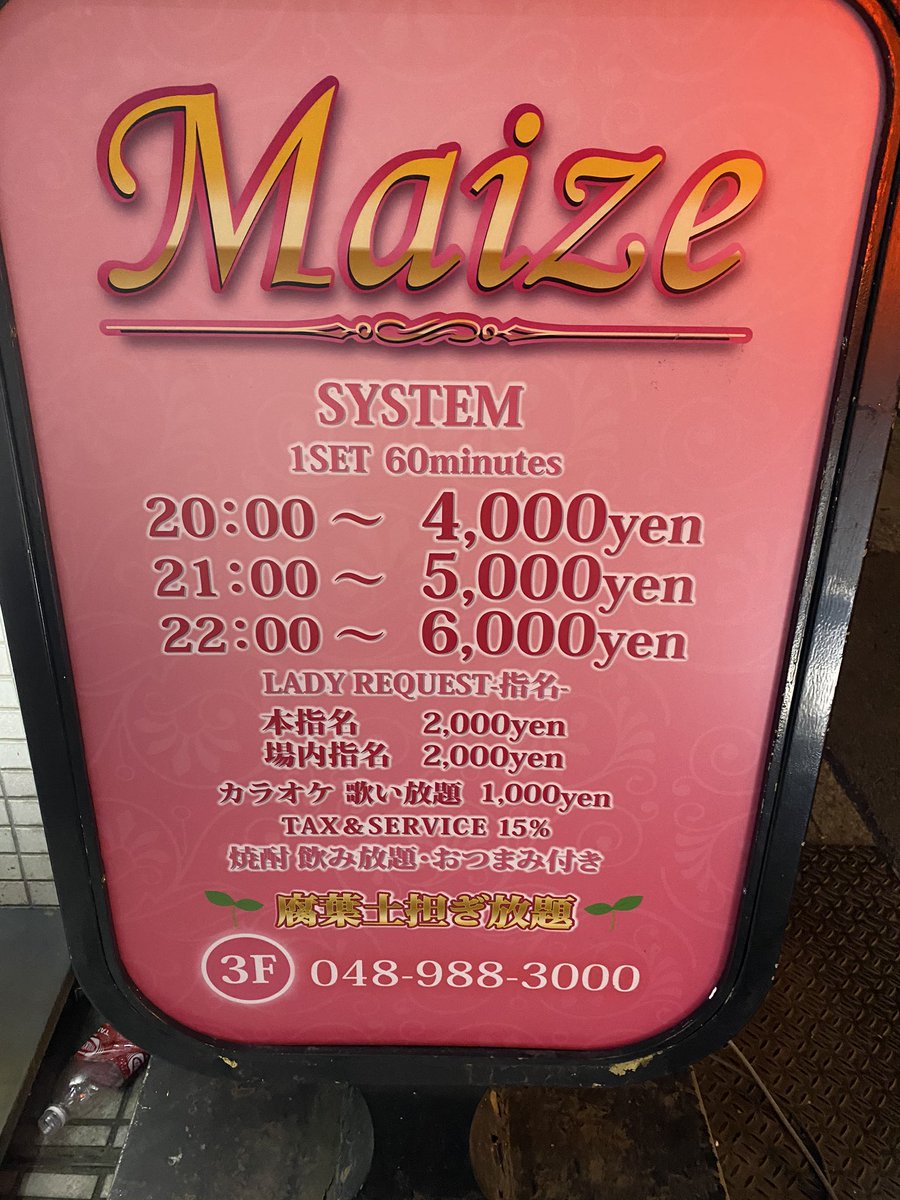 Maize
SYSTEM
1SET 60minutes
20:00～ 4,000yen
21:00～ 5,000yen
22:00～ 6,000yen
LADY REQUEST-指名-
本指名 2,000yen
場内指名 2,000yen
カラオケ 歌い放題 1,000yen
TAX&SERVICE 15%
焼酎 飲み放題・おつまみ付き
腐葉土担ぎ放題
3F 048-988-3000